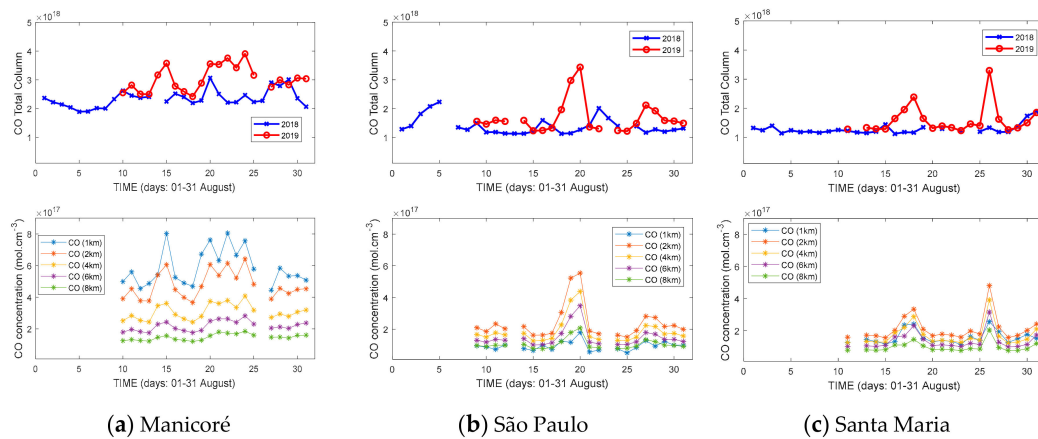 ×10^18
5
4
3
2
1
CO Total Column
2018
2019
0 5 10 15 20 25 30
TIME (days: 01-31 August)
×10^18
5
4
3
2
1
CO Total Column
2018
2019
0 5 10 15 20 25 30
TIME (days: 01-31 August)
×10^18
5
4
3
2
1
CO Total Column
2018
2019
0 5 10 15 20 25 30
TIME (days: 01-31 August)
×10^17
8
6
4
2
CO concentration (mol.cm^-3)
CO (1km)
CO (2km)
CO (4km)
CO (6km)
CO (8km)
0 5 10 15 20 25 30
TIME (days: 01-31 August)
×10^17
8
6
4
2
CO concentration (mol.cm^-3)
CO (1km)
CO (2km)
CO (4km)
CO (6km)
CO (8km)
0 5 10 15 20 25 30
TIME (days: 01-31 August)
×10^17
8
6
4
2
CO concentration (mol.cm^-3)
CO (1km)
CO (2km)
CO (4km)
CO (6km)
CO (8km)
0 5 10 15 20 25 30
TIME (days: 01-31 August)
(a) Manicoré
(b) São Paulo
(c) Santa Maria